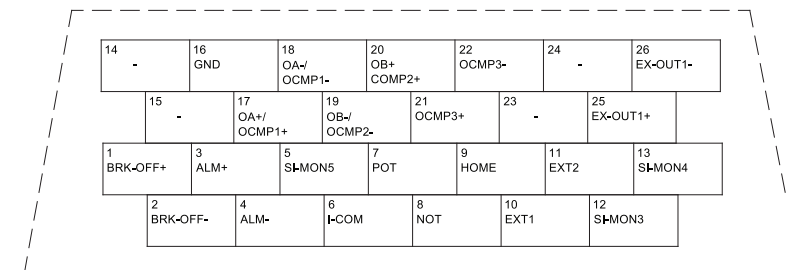 14 16 18 20 22 24 26
- GND OA-/ OB+ OCMP3- - EX-OUT1-
OCMP1- COMP2+
15 17 19 21 23 25
- OA+/ OB-/ OCMP3+ - EX-OUT1+
OCMP1+ OCMP2-
1 3 5 7 9 11 13
BRK-OFF+ ALM+ SI-MON5 POT HOME EXT2 SI-MON4
2 4 6 8 10 12
BRK-OFF- ALM- I-COM NOT EXT1 SI-MON3